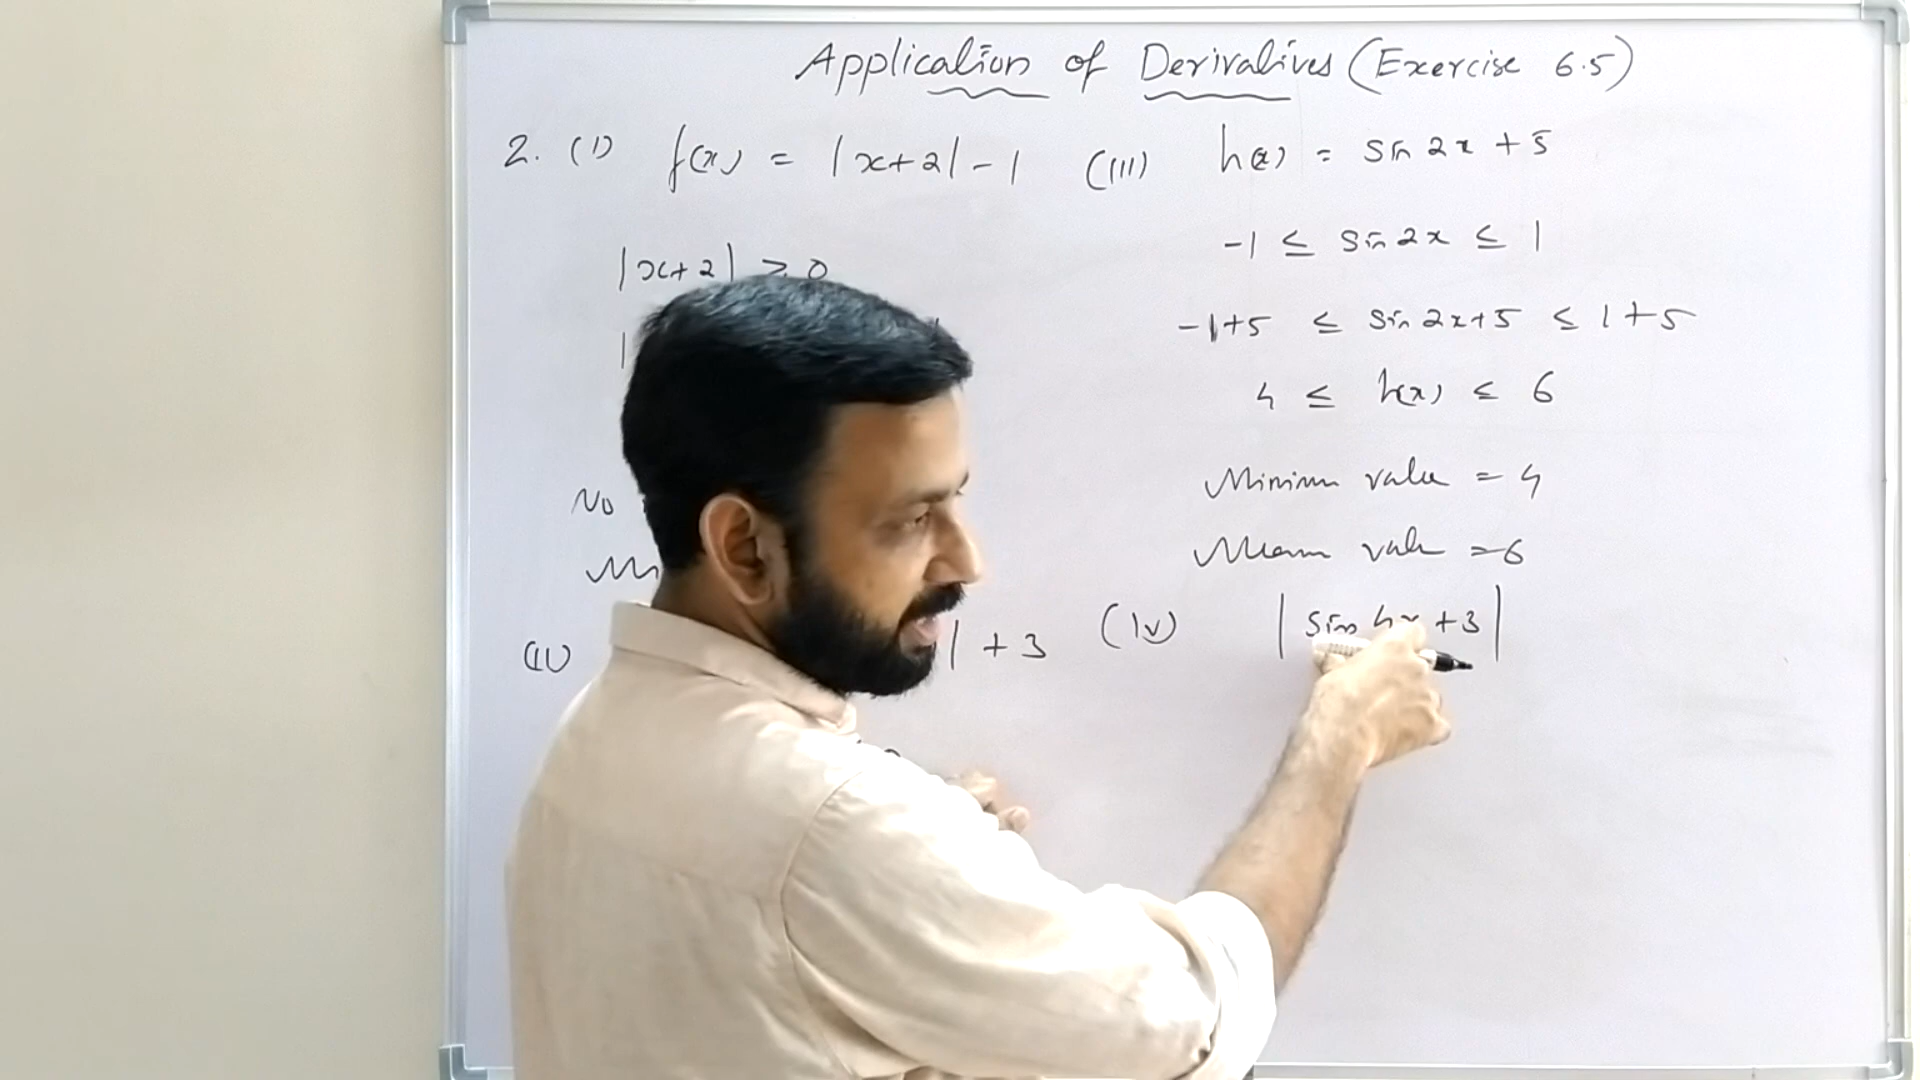 Application of Derivatives (Exercise 6.5)
2. (i) f(x) = |x+2| - 1
|x+2| ≥ 0
|
No
(ii) | + 3
(iii) h(x) = sin 2x + 5
-1 ≤ sin 2x ≤ 1
-1+5 ≤ sin 2x+5 ≤ 1+5
4 ≤ h(x) ≤ 6
Minimum value = 4
value = 6
(iv) | sin 4x + 3 |